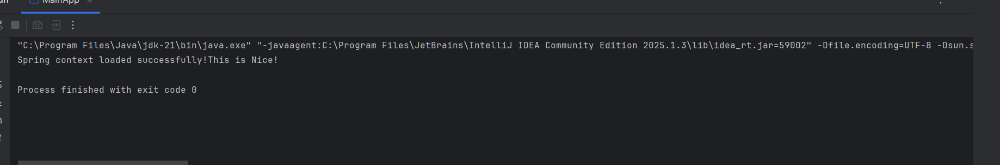 MainApp
"C:\Program Files\Java\jdk-21\bin\java.exe" "-javaagent:C:\Program Files\JetBrains\IntelliJ IDEA Community Edition 2025.1.3\lib\idea_rt.jar=59002" -Dfile.encoding=UTF-8 -Dsun.s
Spring context loaded successfully!This is Nice!
Process finished with exit code 0